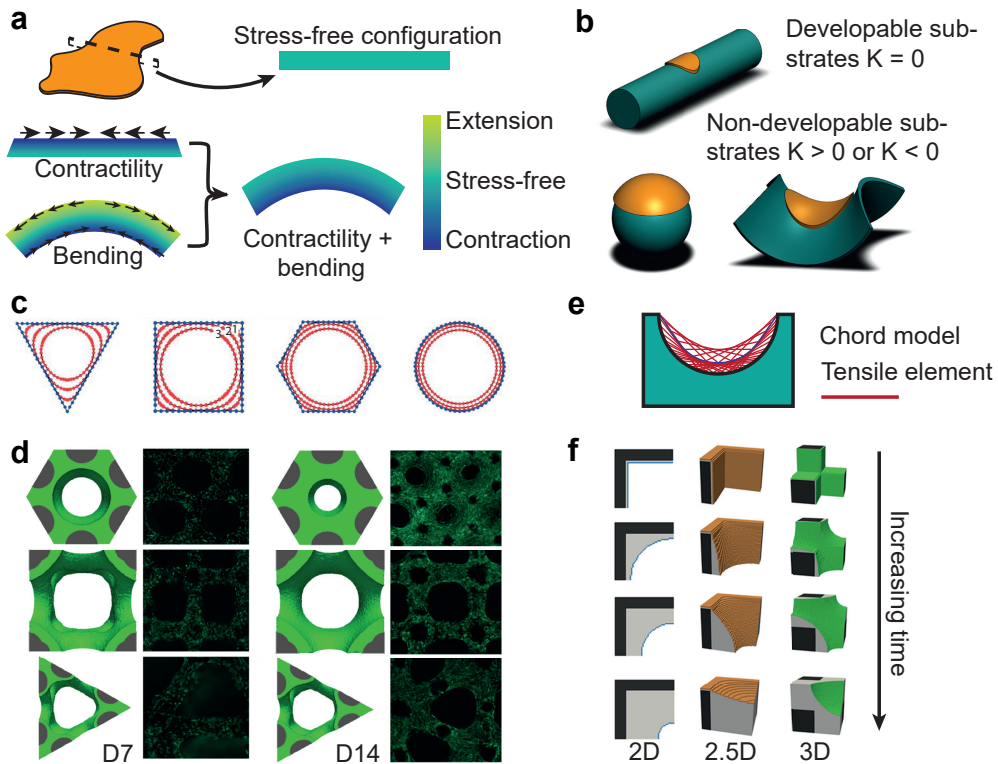 a
Stress-free configuration
Contractility
Bending
Contractility +
bending
Extension
Stress-free
Contraction
b
Developable sub-
strates K = 0
Non-developable sub-
strates K > 0 or K < 0
c
3 2 1
d
D7
D14
e
Chord model
Tensile element
f
2D
2.5D
3D
Increasing time